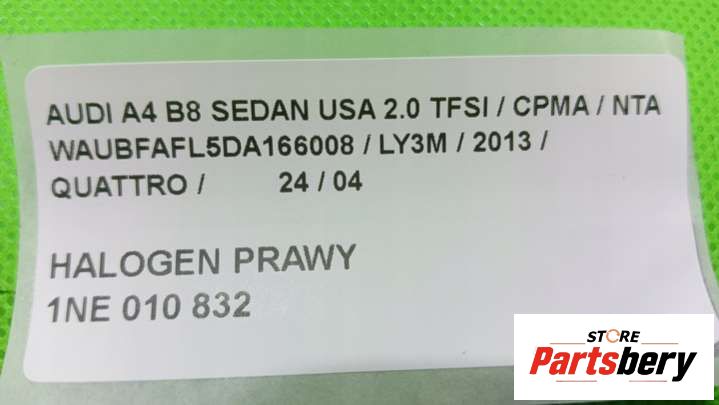 AUDI A4 B8 SEDAN USA 2.0 TFSI / CPMA / NTA
WAUBFAFL5DA166008 / LY3M / 2013 /
QUATTRO / 24 / 04
HALOGEN PRAWY
1NE 010 832
STORE
Partsbery